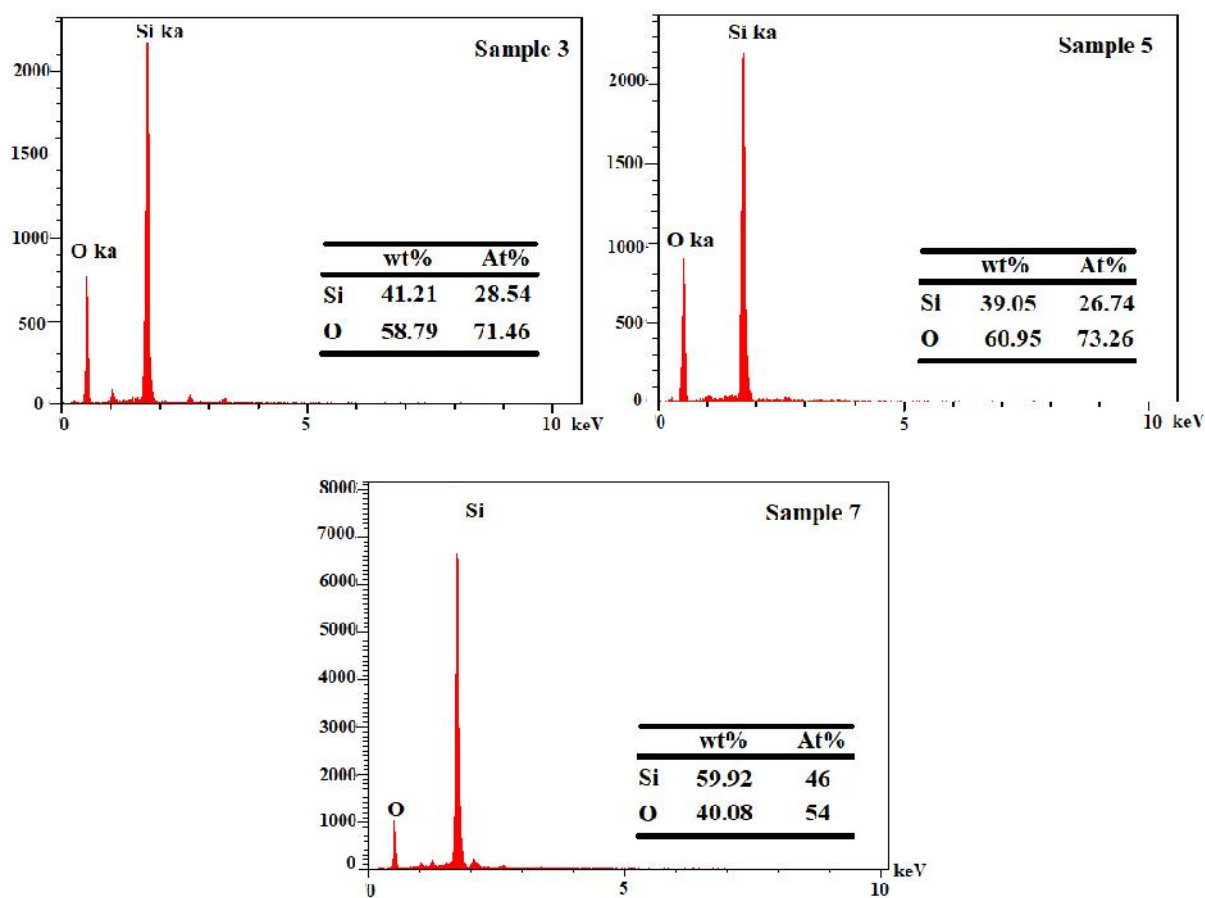 Si ka
Sample 3
2000
1500
1000
500
0
O ka
wt% At%
Si 41.21 28.54
O 58.79 71.46
0 5 10 keV
Si ka
Sample 5
2000
1500
1000
500
0
O ka
wt% At%
Si 39.05 26.74
O 60.95 73.26
0 5 10 keV
Si
Sample 7
8000
7000
6000
5000
4000
3000
2000
1000
0
O
wt% At%
Si 59.92 46
O 40.08 54
0 5 10 keV